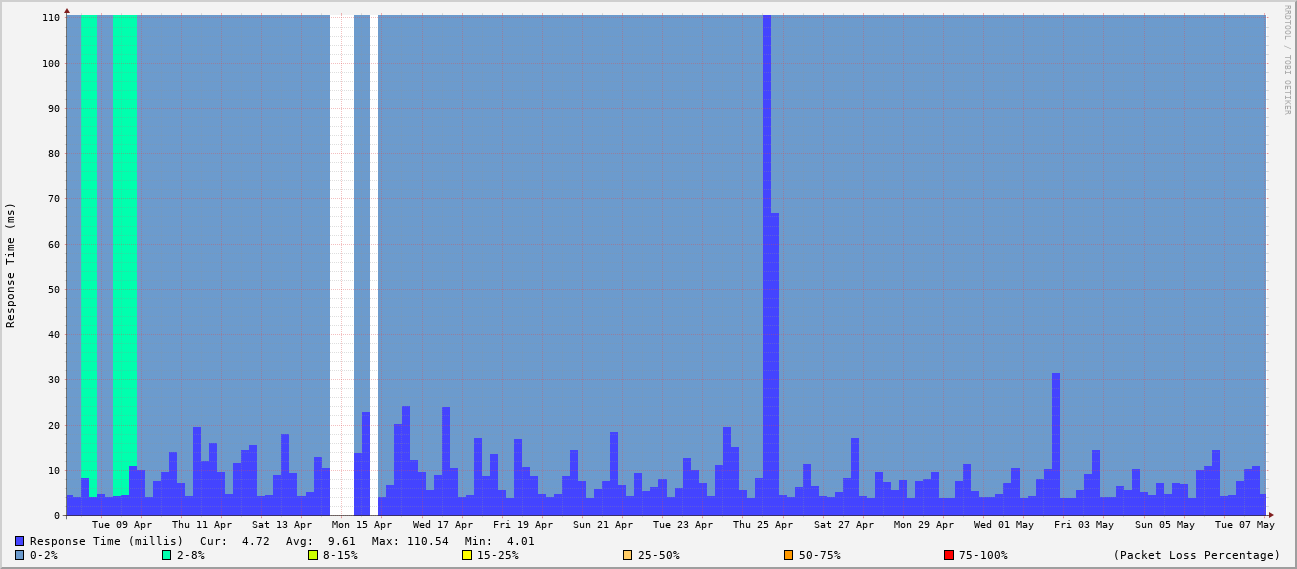 110
100
90
80
70
60
50
40
30
20
10
0
Response Time (ms)
RRDTOOL / TOBI OETIKER
Tue 09 Apr Thu 11 Apr Sat 13 Apr Mon 15 Apr Wed 17 Apr Fri 19 Apr Sun 21 Apr Tue 23 Apr Thu 25 Apr Sat 27 Apr Mon 29 Apr Wed 01 May Fri 03 May Sun 05 May Tue 07 May
Response Time (millis) Cur: 4.72 Avg: 9.61 Max: 110.54 Min: 4.01
0-2% 2-8% 8-15% 15-25% 25-50% 50-75% 75-100% (Packet Loss Percentage)